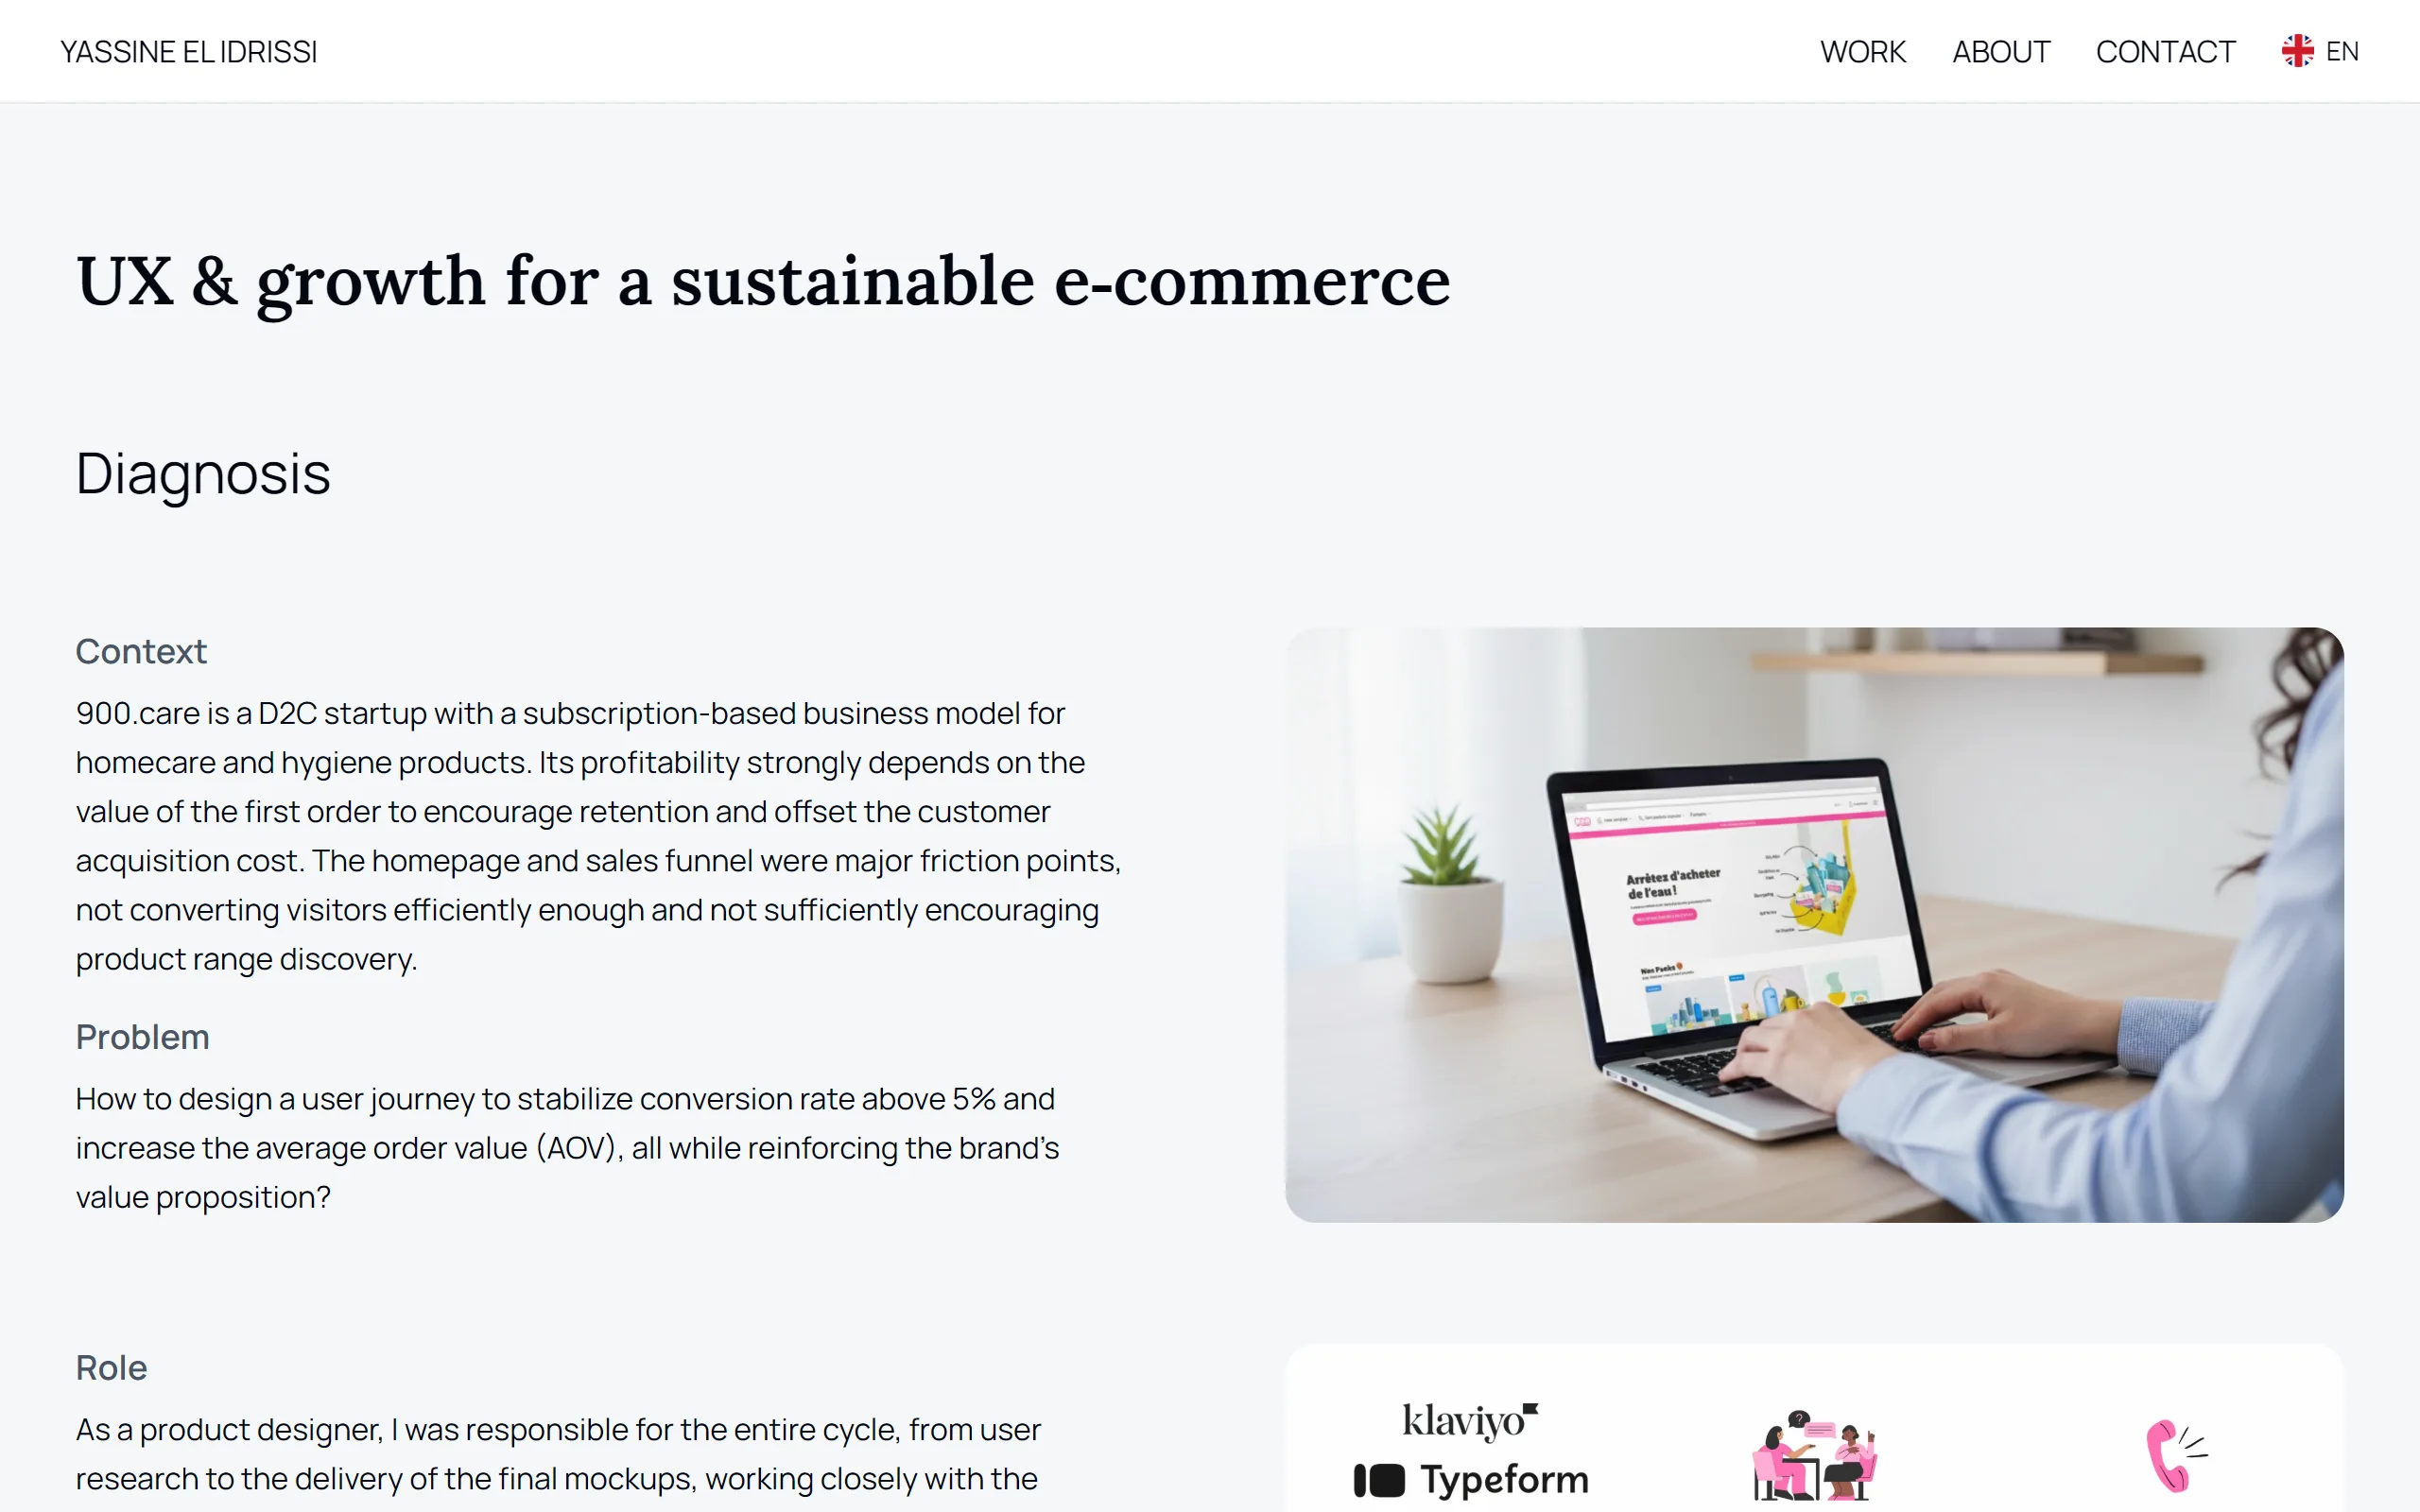 YASSINE EL IDRISSI
WORK ABOUT CONTACT EN
UX & growth for a sustainable e-commerce
Diagnosis
Context
900.care is a D2C startup with a subscription-based business model for
homecare and hygiene products. Its profitability strongly depends on the
value of the first order to encourage retention and offset the customer
acquisition cost. The homepage and sales funnel were major friction points,
not converting visitors efficiently enough and not sufficiently encouraging
product range discovery.
Problem
How to design a user journey to stabilize conversion rate above 5% and
increase the average order value (AOV), all while reinforcing the brand’s
value proposition?
Arrêtez d'acheter
de l'eau !
Nos Packs
Role
As a product designer, I was responsible for the entire cycle, from user
research to the delivery of the final mockups, working closely with the
klaviyo
Typeform
?